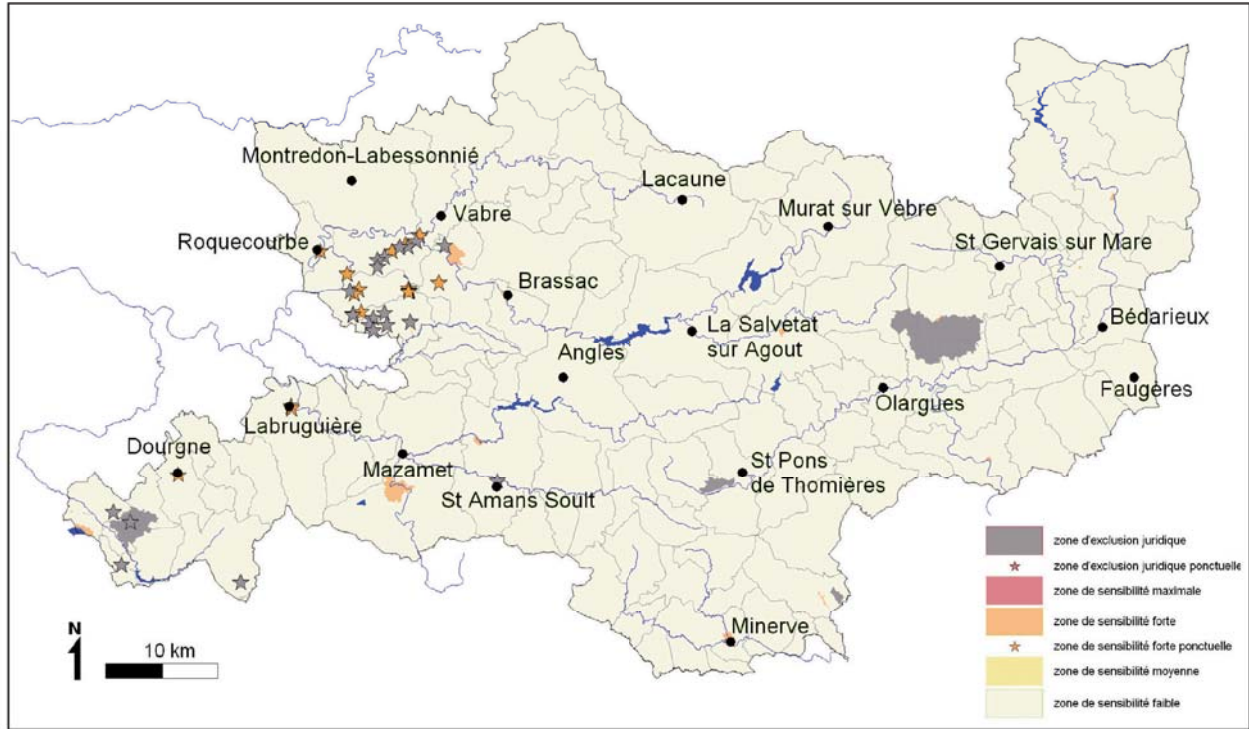 Montredon-Labessonnié
Lacaune
Vabre
Murat sur Vèbre
Roquecourbe
St Gervais sur Mare
Brassac
La Salvetat
sur Agout
Bédarieux
Angles
Faugères
Olargues
Labruguière
Dourgne
Mazamet
St Pons
de Thomières
St Amans Soult
Minerve
N
10 km
zone d'exclusion juridique
zone d'exclusion juridique ponctuelle
zone de sensibilité maximale
zone de sensibilité forte
zone de sensibilité forte ponctuelle
zone de sensibilité moyenne
zone de sensibilité faible